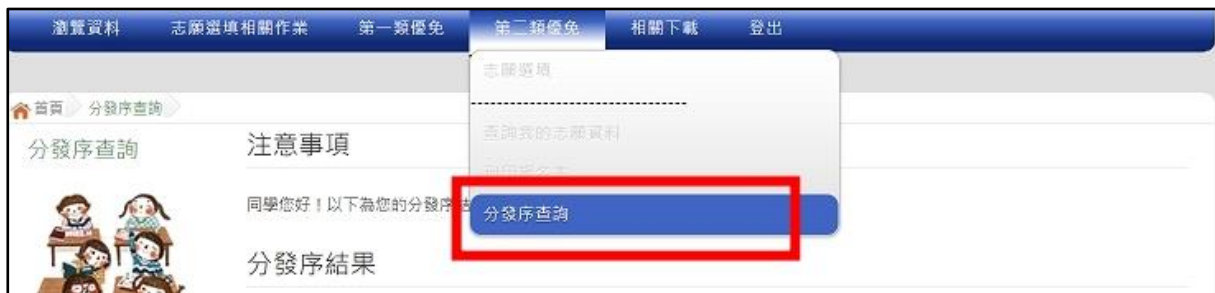 瀏覽資料 志願選填相關作業 第一類優免 第二類優免 相關下載 登出
志願選填
--------------------------------
首頁 分發序查詢
查詢我的志願資料
分發序查詢
注意事項
同學您好！以下為您的分發序
分發序查詢
分發序結果